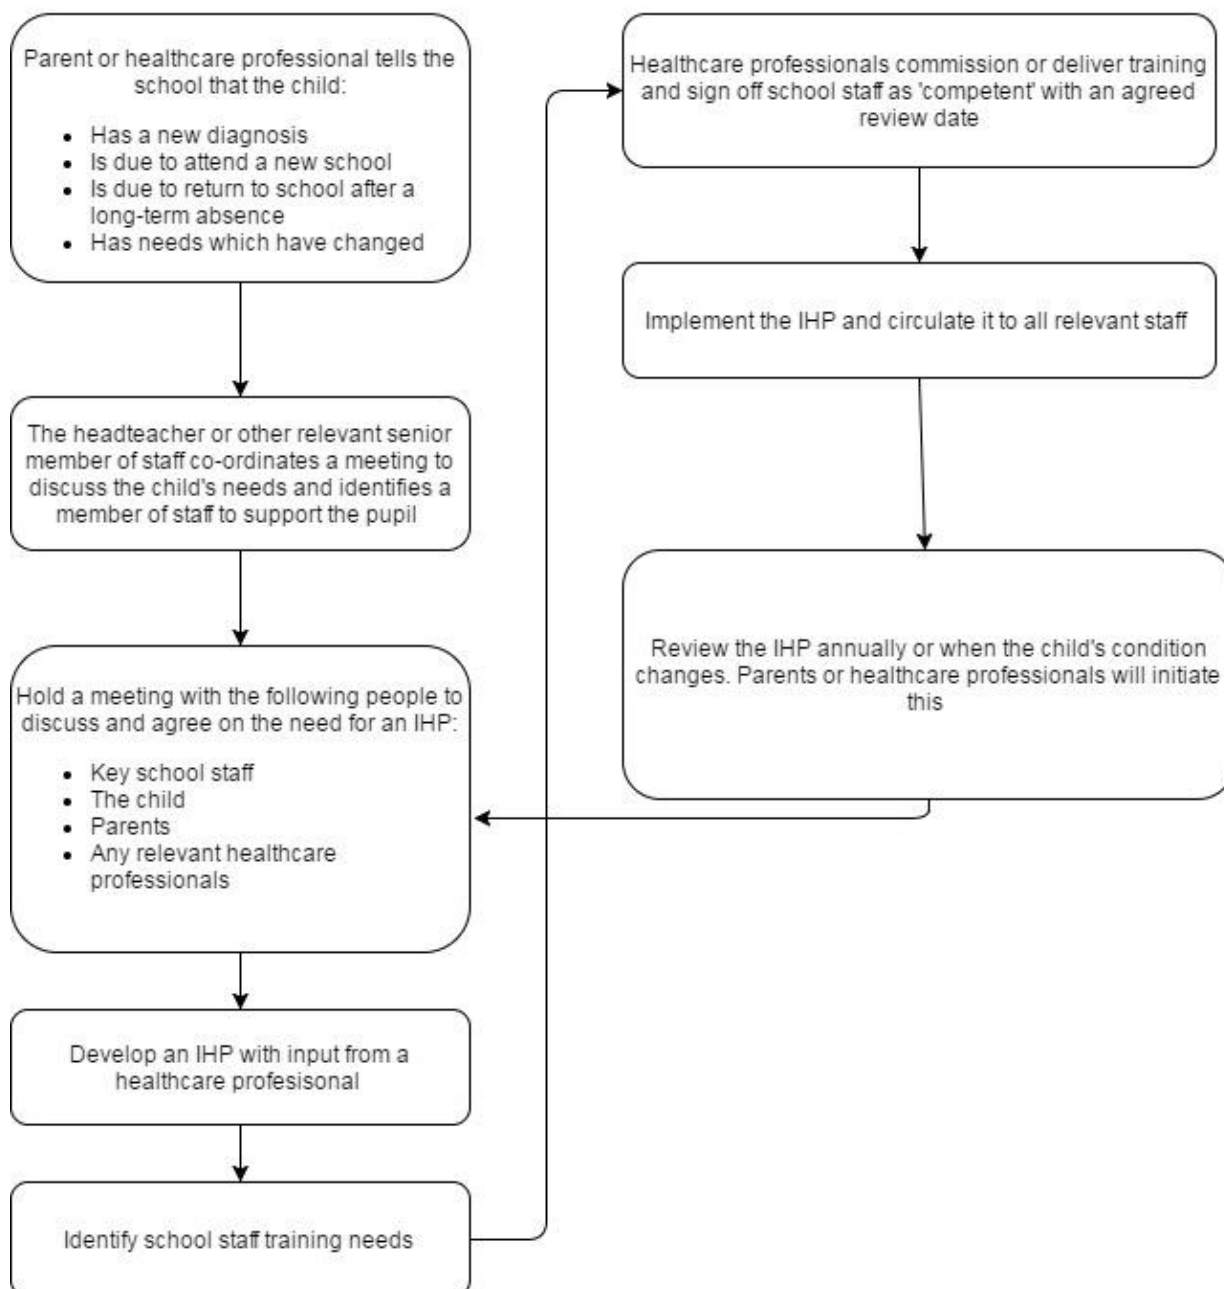 Parent or healthcare professional tells the
school that the child:
• Has a new diagnosis
• Is due to attend a new school
• Is due to return to school after a
long-term absence
• Has needs which have changed
The headteacher or other relevant senior
member of staff co-ordinates a meeting to
discuss the child's needs and identifies a
member of staff to support the pupil
Hold a meeting with the following people to
discuss and agree on the need for an IHP:
• Key school staff
• The child
• Parents
• Any relevant healthcare
professionals
Develop an IHP with input from a
healthcare profesisonal
Identify school staff training needs
Healthcare professionals commission or deliver training
and sign off school staff as 'competent' with an agreed
review date
Implement the IHP and circulate it to all relevant staff
Review the IHP annually or when the child's condition
changes. Parents or healthcare professionals will initiate
this